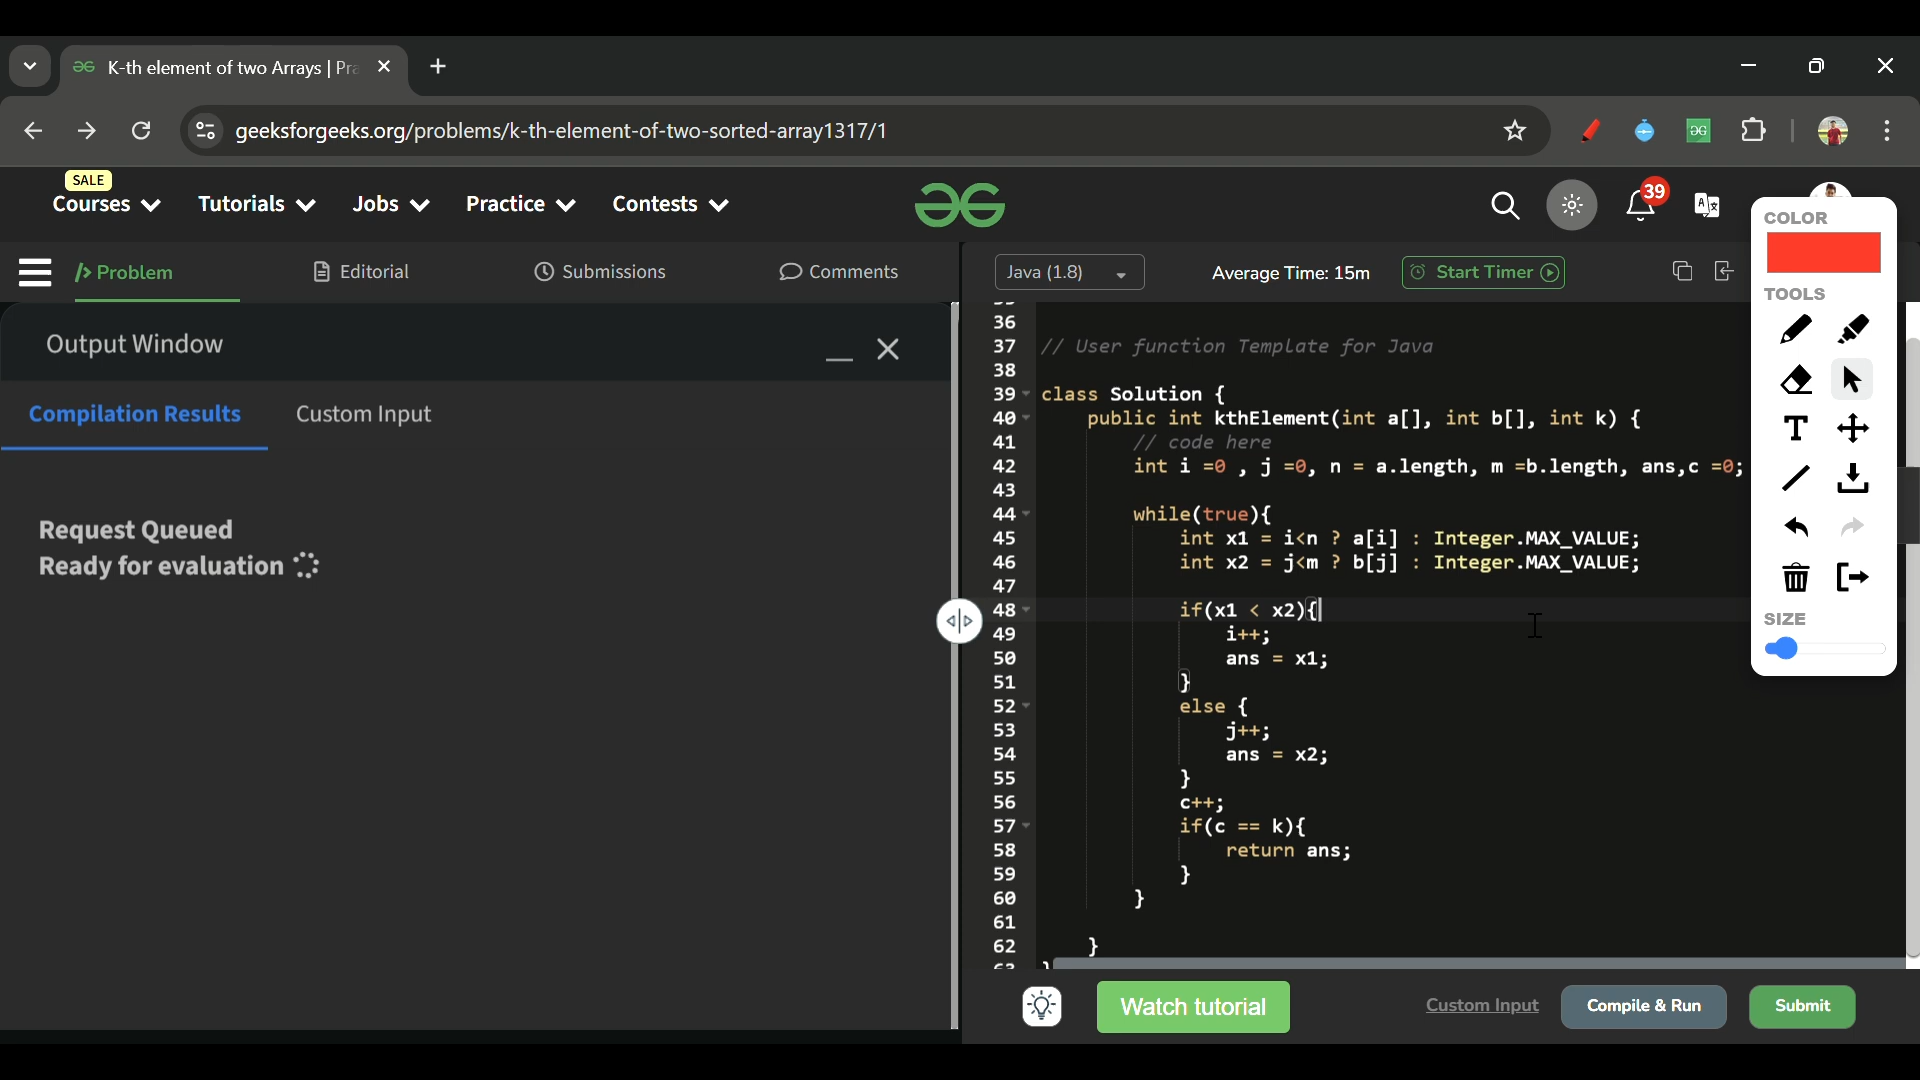 K-th element of two Arrays | Pra
geeksforgeeks.org/problems/k-th-element-of-two-sorted-array1317/1
SALE
Courses
Tutorials
Jobs
Practice
Contests
39
Problem
Editorial
Submissions
Comments
Java (1.8)
Average Time: 15m
Start Timer
Output Window
Compilation Results
Custom Input
Request Queued
Ready for evaluation
36
37 // User function Template for Java
38
39 class Solution {
40 public int kthElement(int a[], int b[], int k) {
41 // code here
42 int i =0 , j =0, n = a.length, m =b.length, ans,c =0;
43
44 while(true){
45 int x1 = i<n ? a[i] : Integer.MAX_VALUE;
46 int x2 = j<m ? b[j] : Integer.MAX_VALUE;
47
48 if(x1 < x2){
49 i++;
50 ans = x1;
51 }
52 else {
53 j++;
54 ans = x2;
55 }
56 c++;
57 if(c == k){
58 return ans;
59 }
60 }
61
62 }
COLOR
TOOLS
T
SIZE
Watch tutorial
Custom Input
Compile & Run
Submit